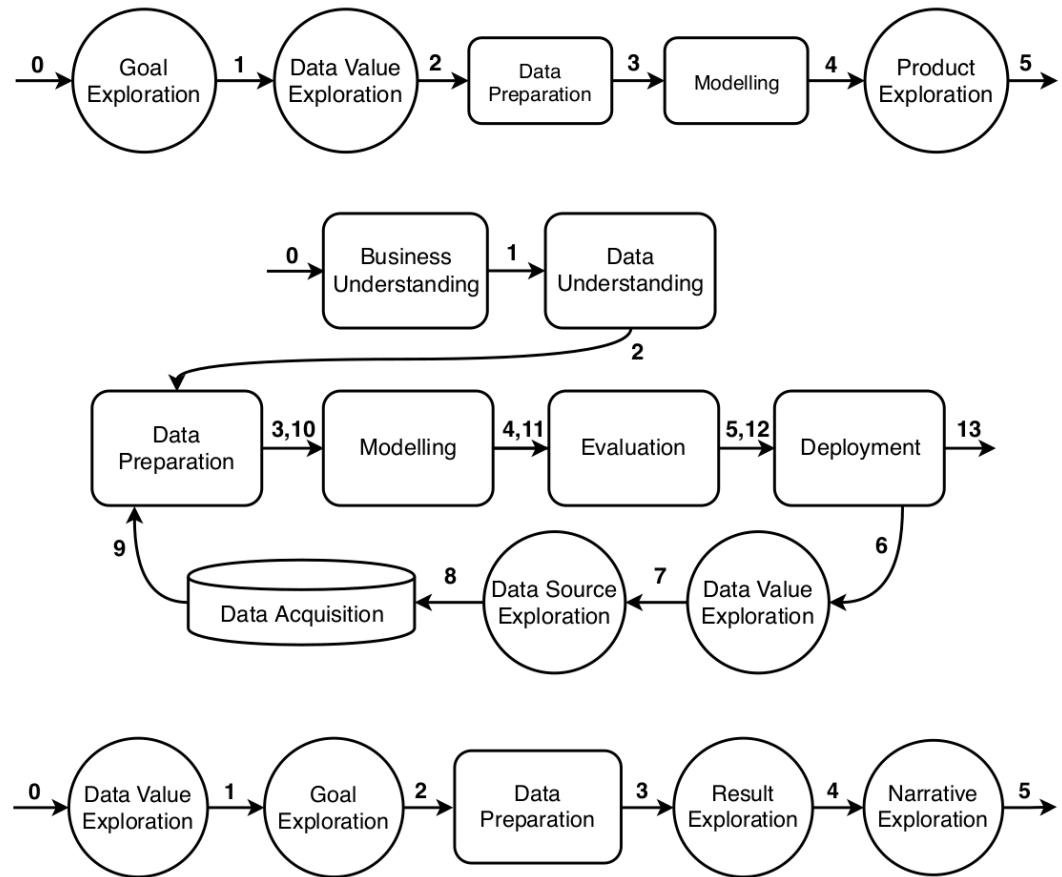 0
Goal
Exploration
1
Data Value
Exploration
2
Data
Preparation
3
Modelling
4
Product
Exploration
5
0
Business
Understanding
1
Data
Understanding
2
Data
Preparation
3,10
Modelling
4,11
Evaluation
5,12
Deployment
13
6
Data Value
Exploration
7
Data Source
Exploration
8
Data Acquisition
9
0
Data Value
Exploration
1
Goal
Exploration
2
Data
Preparation
3
Result
Exploration
4
Narrative
Exploration
5